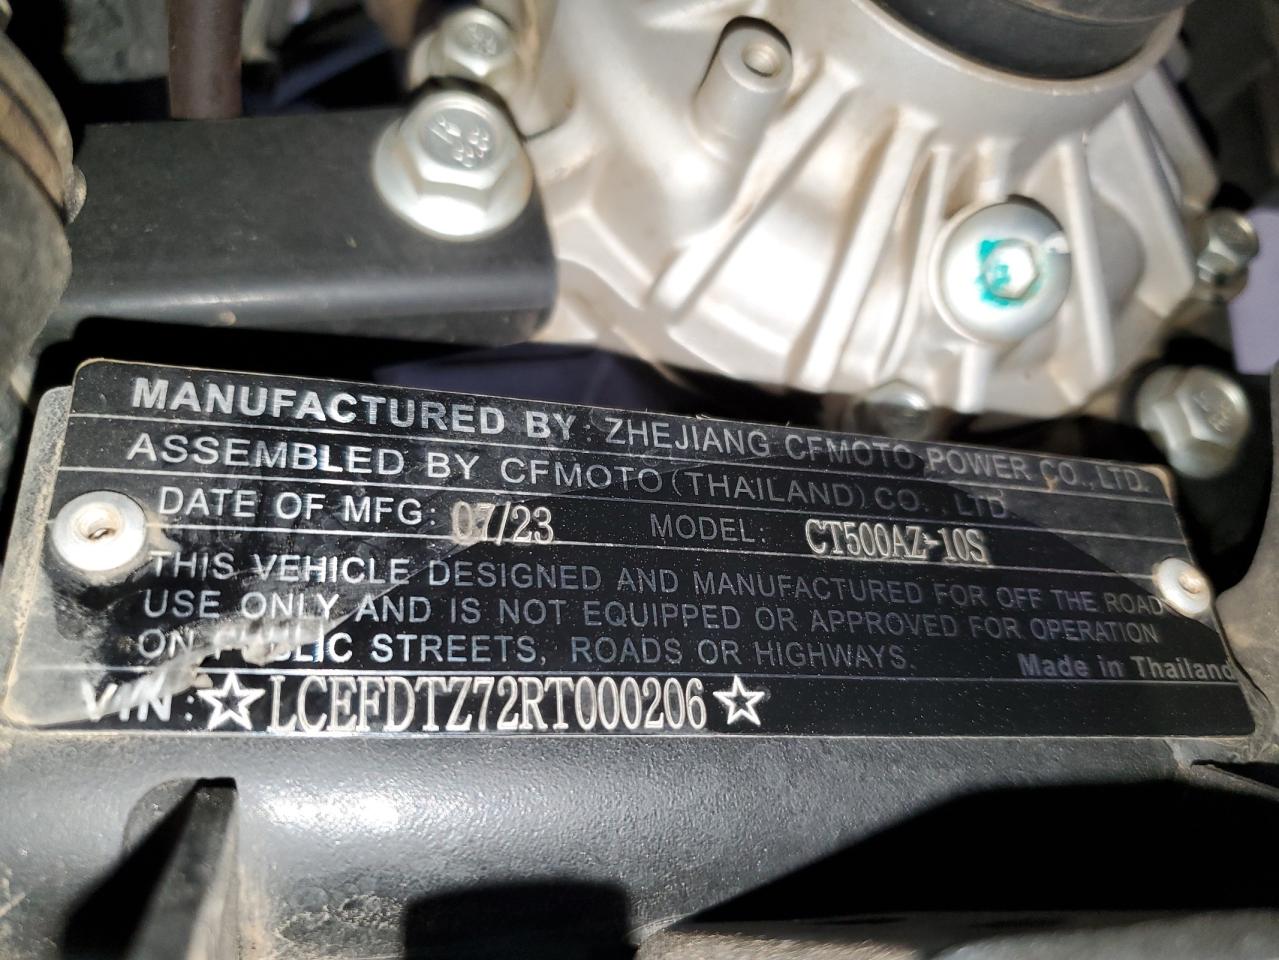 MANUFACTURED BY: ZHEJIANG CFMOTO POWER CO., LTD.
ASSEMBLED BY CFMOTO (THAILAND) CO., LTD
DATE OF MFG: 07/23 MODEL: CT500AZ-10S
THIS VEHICLE DESIGNED AND MANUFACTURED FOR OFF THE ROAD
USE ONLY AND IS NOT EQUIPPED OR APPROVED FOR OPERATION
ON PUBLIC STREETS, ROADS OR HIGHWAYS.
Made in Thailand
VIN: ☆LCEFDTZ72RT000206☆